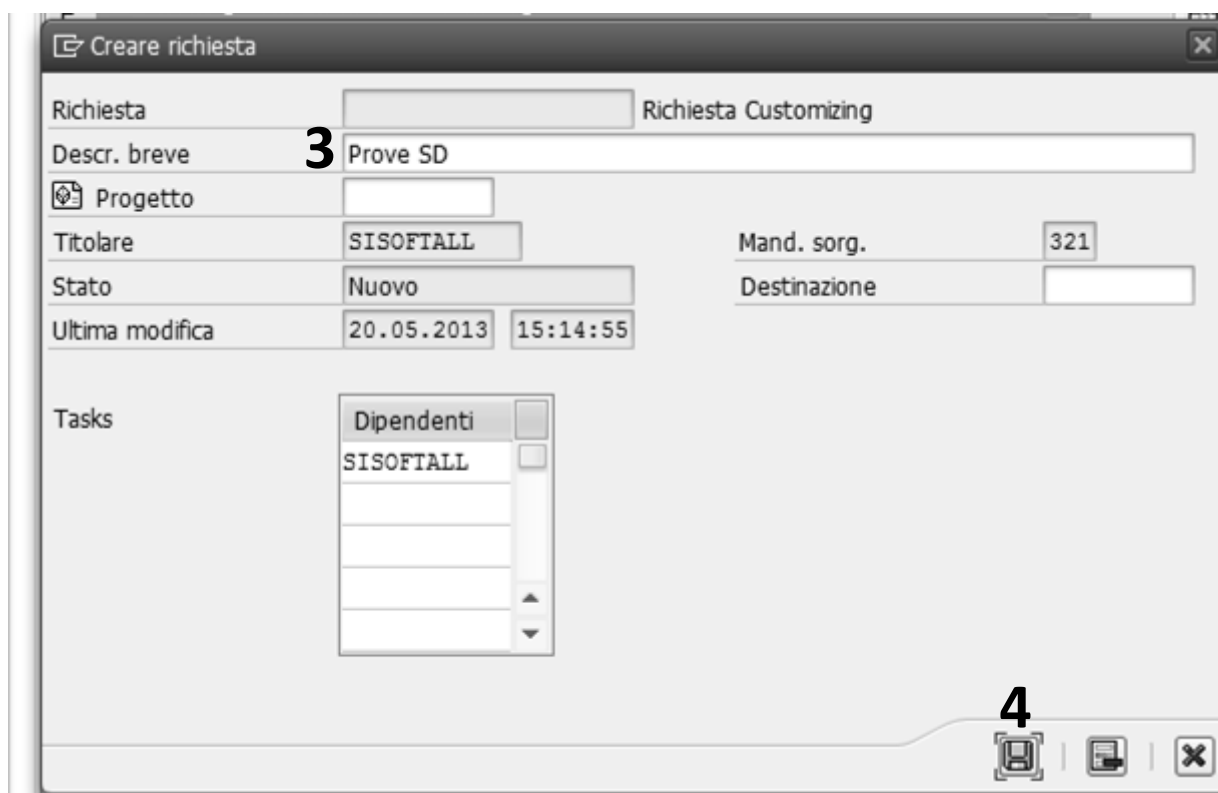 Creare richiesta
Richiesta Richiesta Customizing
Descr. breve 3 Prove SD
Progetto
Titolare SISOFTALL Mand. sorg. 321
Stato Nuovo Destinazione
Ultima modifica 20.05.2013 15:14:55
Tasks Dipendenti
SISOFTALL
4